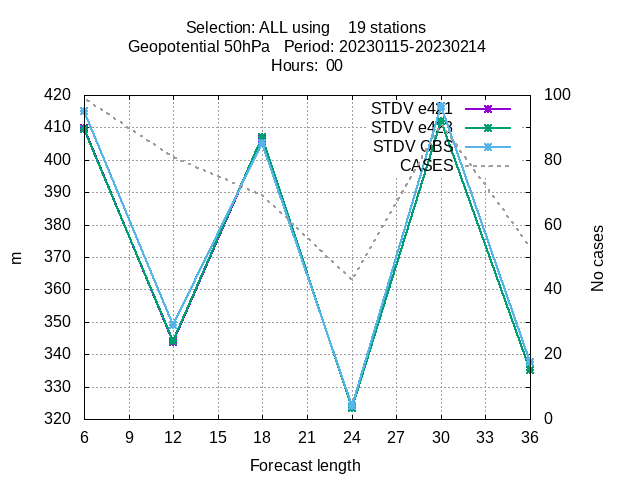 Selection: ALL using 19 stations
Geopotential 50hPa Period: 20230115-20230214
Hours: 00
420 100
STDV e421
410 STDV e423
STDV OBS
400 CASES 80
390
380 60
370
m No cases
360 40
350
340 20
330
320 0
6 9 12 15 18 21 24 27 30 33 36
Forecast length